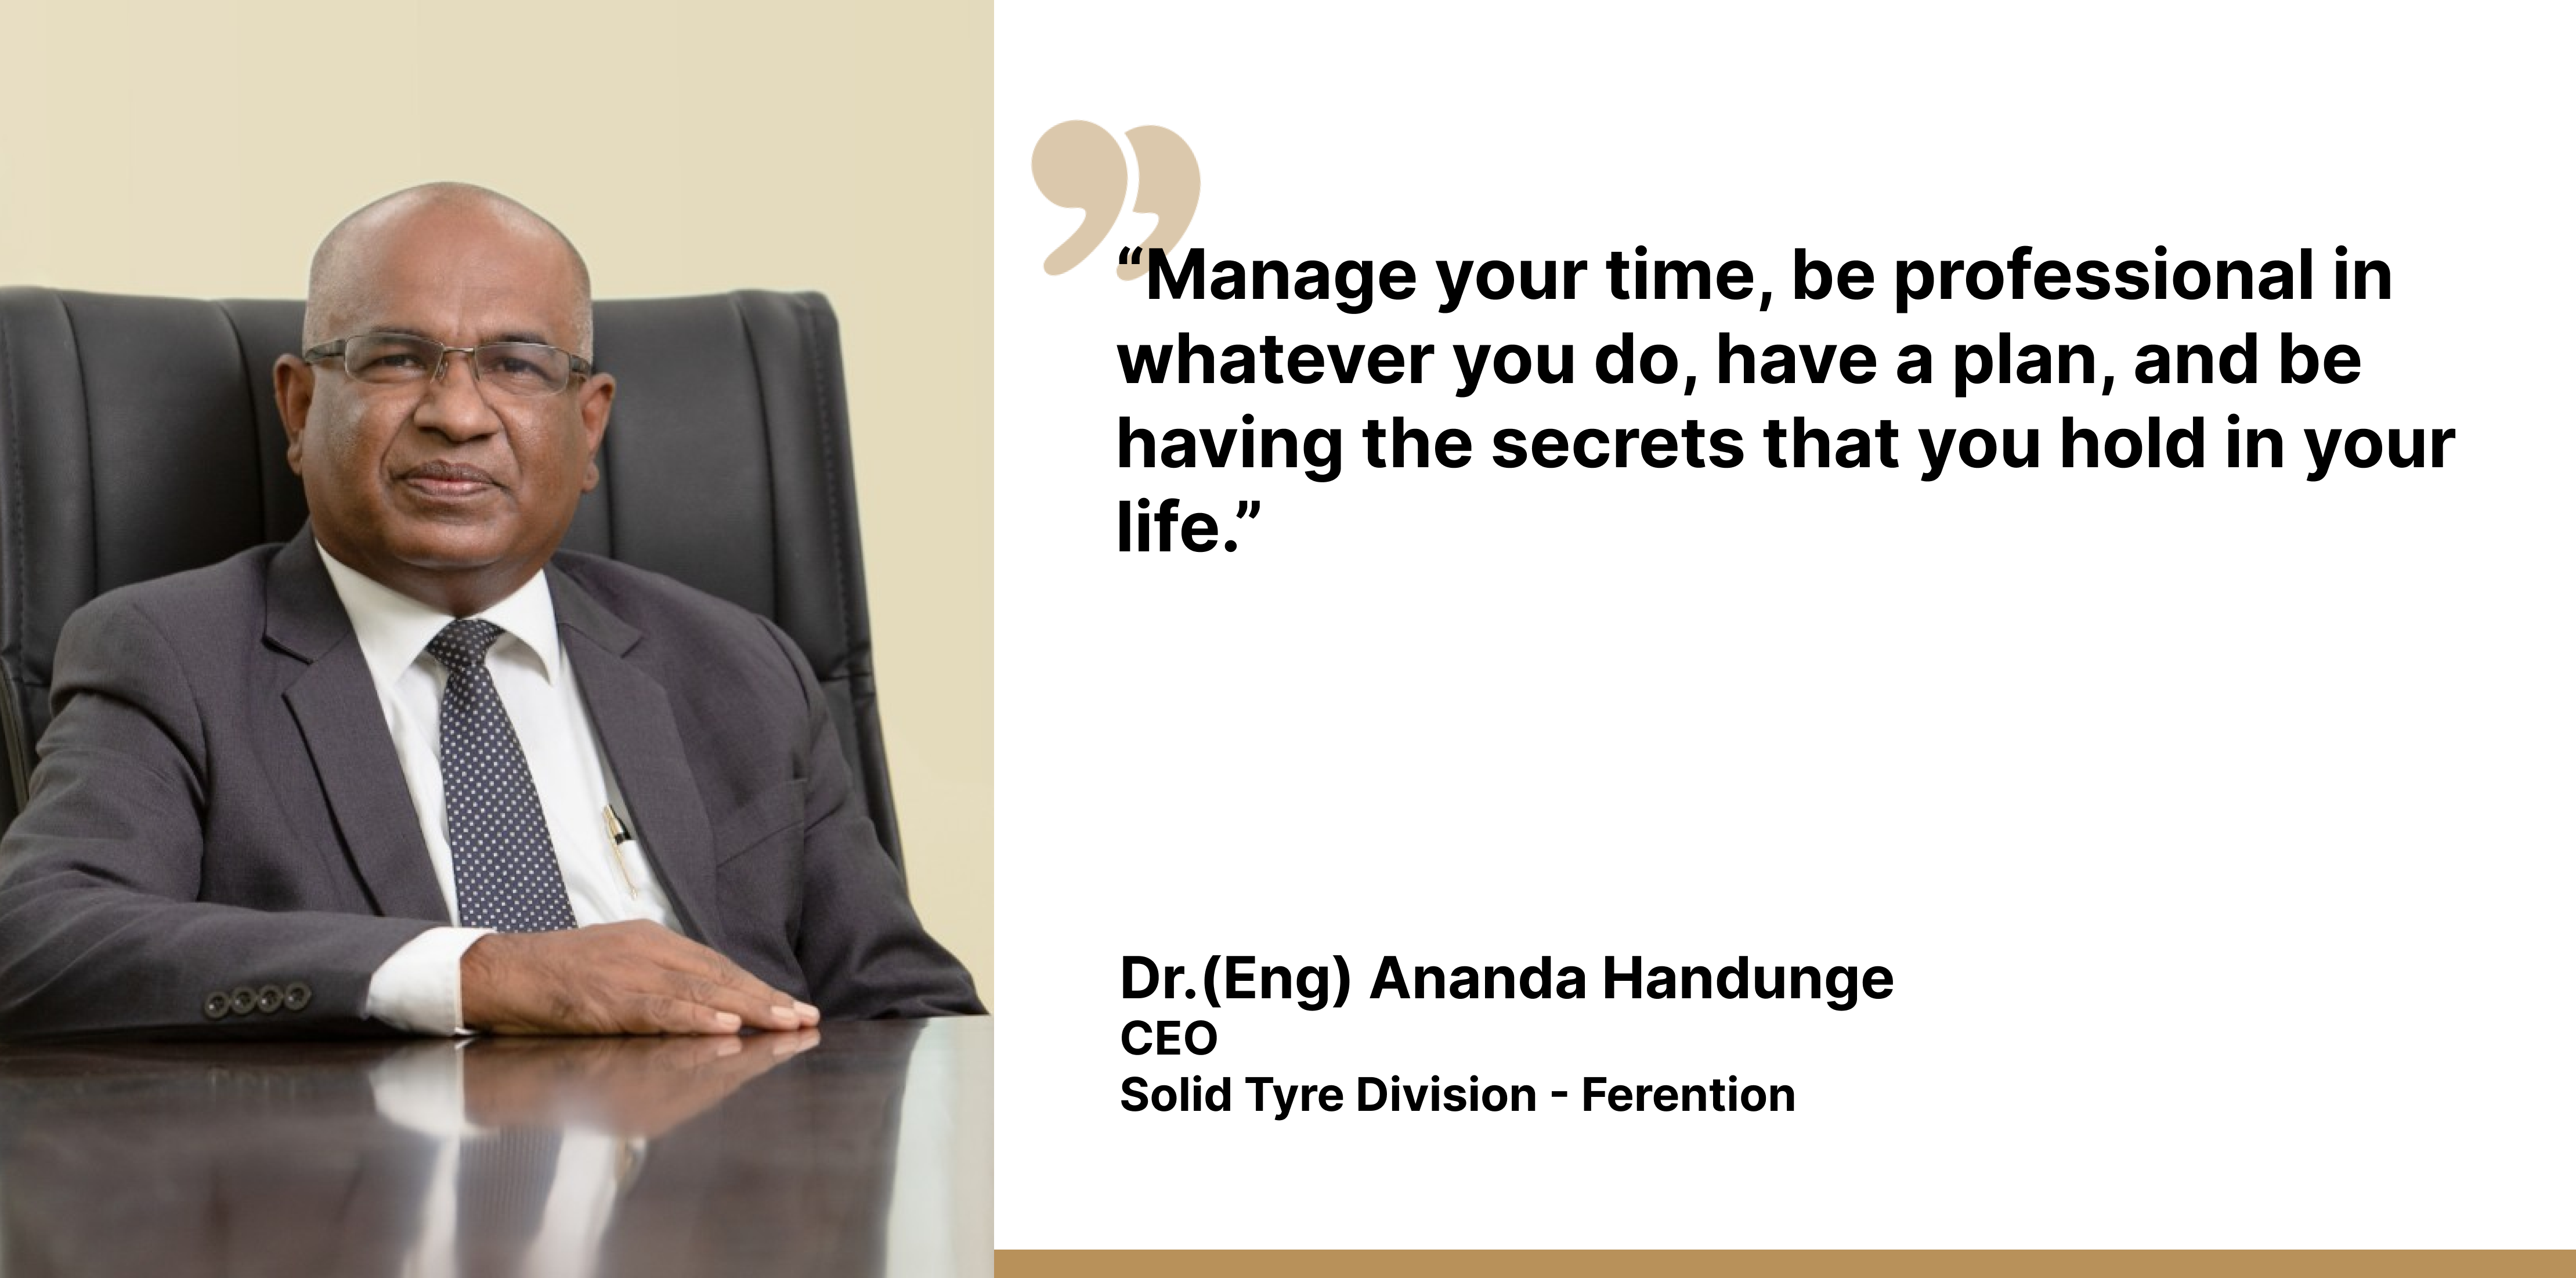 “Manage your time, be professional in
whatever you do, have a plan, and be
having the secrets that you hold in your
life.”
Dr.(Eng) Ananda Handunge
CEO
Solid Tyre Division - Ferention